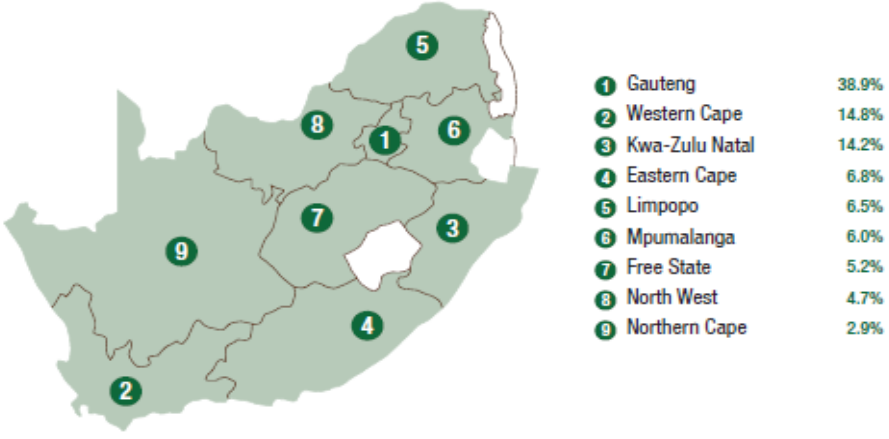 5
8
1
6
7
3
9
4
2
1 Gauteng 38.9%
2 Western Cape 14.8%
3 Kwa-Zulu Natal 14.2%
4 Eastern Cape 6.8%
5 Limpopo 6.5%
6 Mpumalanga 6.0%
7 Free State 5.2%
8 North West 4.7%
9 Northern Cape 2.9%